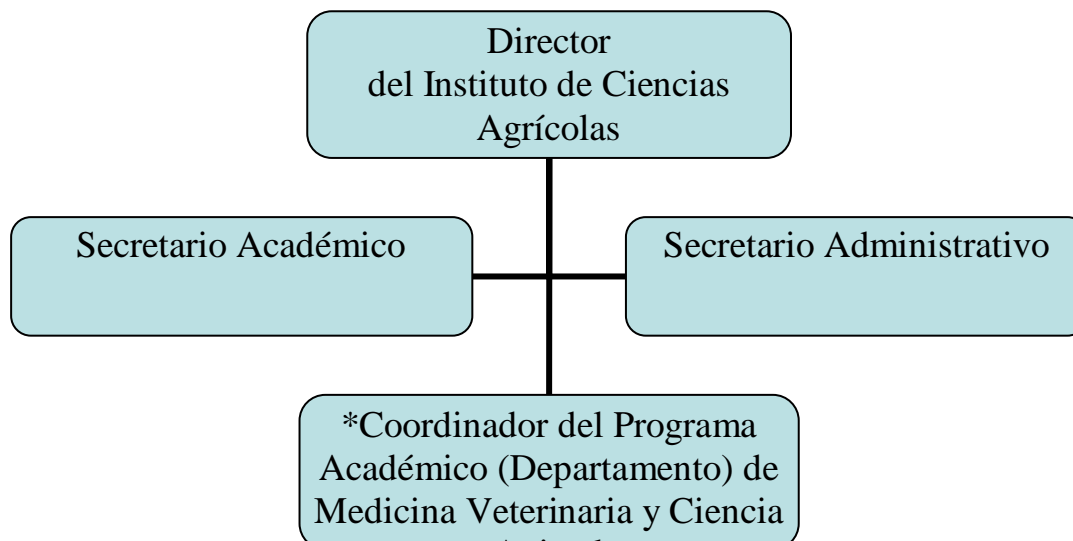 Director
del Instituto de Ciencias
Agrícolas
Secretario Académico
Secretario Administrativo
*Coordinador del Programa
Académico (Departamento) de
Medicina Veterinaria y Ciencia